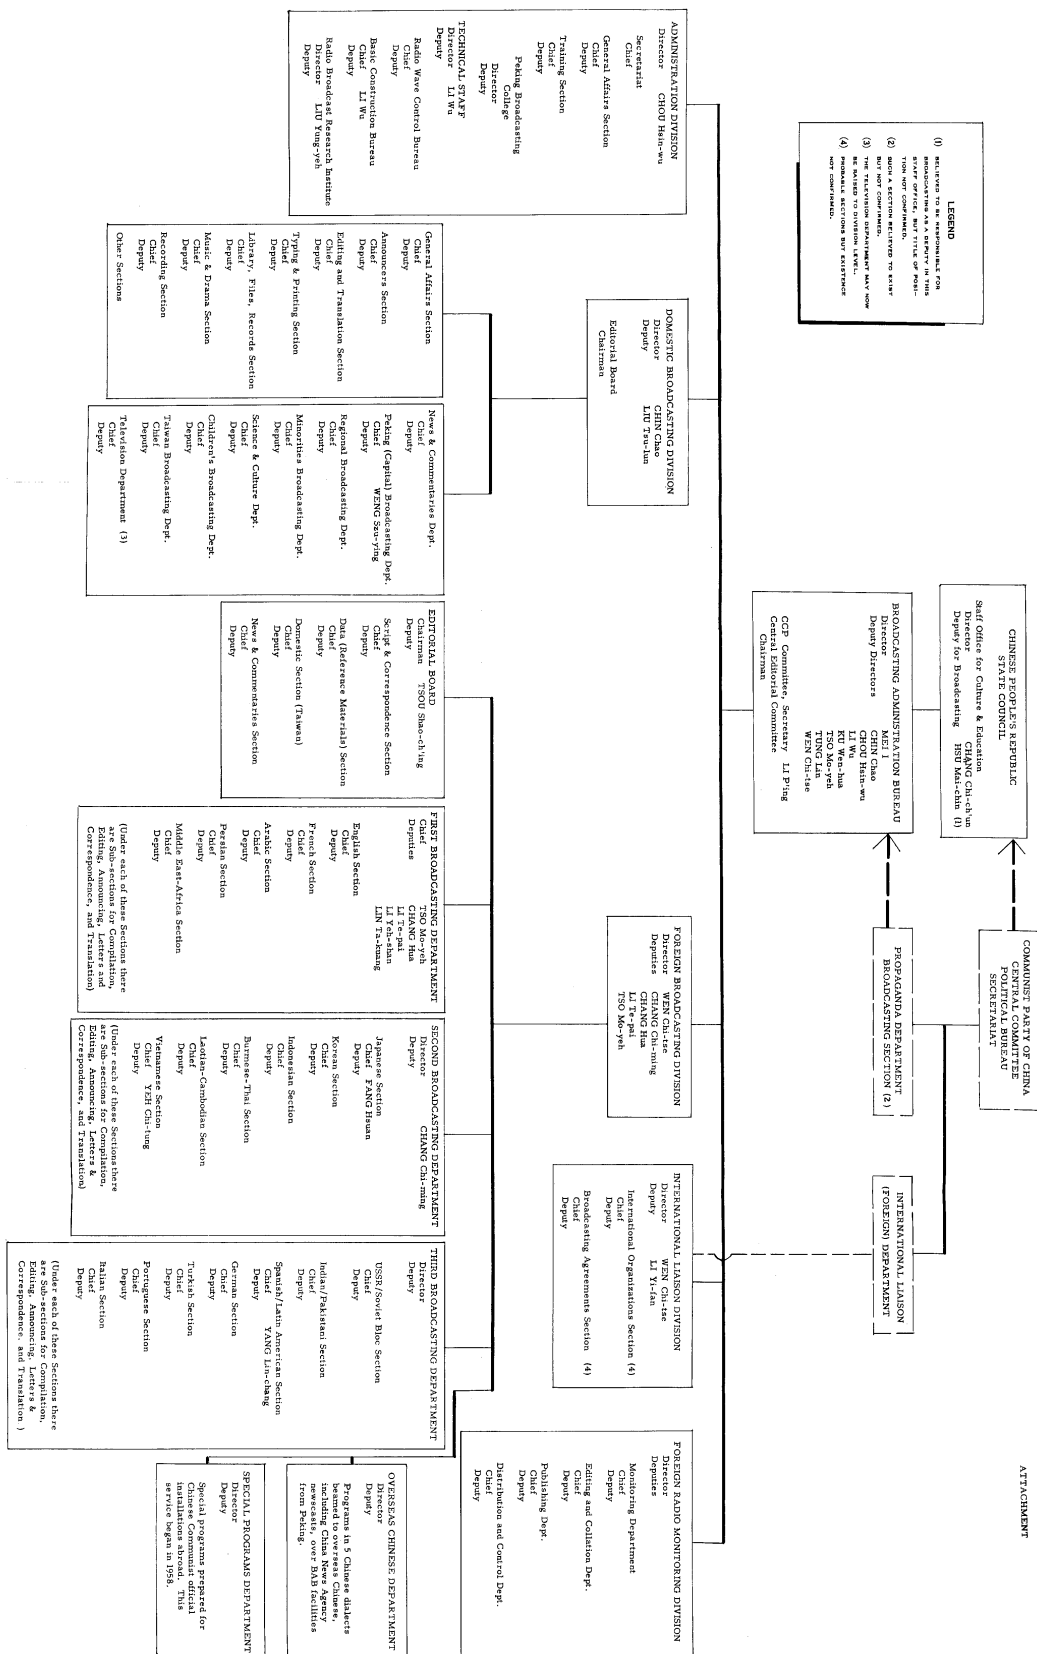 ATTACHMENT
CHINESE PEOPLE'S REPUBLIC
STATE COUNCIL
Staff Office for Culture & Education
Director CHANG Chi-ch'un
Deputy for Broadcasting HSU Mai-chin (1)
COMMUNIST PARTY OF CHINA
CENTRAL COMMITTEE
POLITICAL BUREAU
SECRETARIAT
LEGEND
(1) BELIEVED TO BE RESPONSIBLE FOR
BROADCASTING AS A DEPUTY IN THIS
STAFF OFFICE, BUT TITLE OF POSI-
TION NOT CONFIRMED.
(2) SUCH A SECTION BELIEVED TO EXIST
BUT NOT CONFIRMED.
(3) THE TELEVISION DEPARTMENT MAY NOW
BE RAISED TO DIVISION LEVEL.
(4) PROBABLE SECTIONS BUT EXISTENCE
NOT CONFIRMED.
BROADCASTING ADMINISTRATION BUREAU
Director MEI I
Deputy Directors CHIN Chao
CHOU Hsin-wu
LI Wu
KU Wen-hua
TSO Mo-yeh
TUNG Lin
WEN Chi-tse
CCP Committee, Secretary LI P'ing
Central Editorial Committee
Chairman
PROPAGANDA DEPARTMENT
BROADCASTING SECTION (2)
INTERNATIONAL LIAISON
(FOREIGN) DEPARTMENT
ADMINISTRATION DIVISION
Director CHOU Hsin-wu
Secretariat
Chief
General Affairs Section
Chief
Deputy
Training Section
Chief
Deputy
Peking Broadcasting
College
Director
Deputy
TECHNICAL STAFF
Director LI Wu
Deputy
Radio Wave Control Bureau
Chief
Deputy
Basic Construction Bureau
Chief LI Wu
Deputy
Radio Broadcast Research Institute
Director LIU Yung-yeh
Deputy
DOMESTIC BROADCASTING DIVISION
Director CHIN Chao
Deputy LIU Tsu-lun
Editorial Board
Chairman
FOREIGN BROADCASTING DIVISION
Director WEN Chi-tse
Deputies CHANG Chi-ming
CHANG Hua
LI Te-pai
TSO Mo-yeh
INTERNATIONAL LIAISON DIVISION
Director WEN Chi-tse
Deputy LI Yi-fan
International Organizations Section (4)
Chief
Deputy
Broadcasting Agreements Section (4)
Chief
Deputy
FOREIGN RADIO MONITORING DIVISION
Director
Deputies
Monitoring Department
Chief
Deputy
Editing and Collation Dept.
Chief
Deputy
Publishing Dept.
Chief
Deputy
Distribution and Control Dept.
Chief
Deputy
General Affairs Section
Chief
Deputy
Announcers Section
Chief
Deputy
Editing and Translation Section
Chief
Deputy
Typing & Printing Section
Chief
Deputy
Library, Files, Records Section
Chief
Deputy
Music & Drama Section
Chief
Deputy
Recording Section
Chief
Deputy
Other Sections
News & Commentaries Dept.
Chief
Deputy
Peking (Capital) Broadcasting Dept.
Chief WENG Szu-ying
Deputy
Regional Broadcasting Dept.
Chief
Deputy
Minorities Broadcasting Dept.
Chief
Deputy
Science & Culture Dept.
Chief
Deputy
Children's Broadcasting Dept.
Chief
Deputy
Taiwan Broadcasting Dept.
Chief
Deputy
Television Department (3)
Chief
Deputy
EDITORIAL BOARD
Chairman TSOU Shao-ch'ing
Deputy
Script & Correspondence Section
Chief
Deputy
Data (Reference Materials) Section
Chief
Deputy
Domestic Section (Taiwan)
Chief
Deputy
News & Commentaries Section
Chief
Deputy
FIRST BROADCASTING DEPARTMENT
Chief TSO Mo-yeh
Deputies CHANG Hua
LI Te-pai
LI Yeh-shan
LIN Ta-kuang
English Section
Chief
Deputy
French Section
Chief
Deputy
Arabic Section
Chief
Deputy
Persian Section
Chief
Deputy
Middle East-Africa Section
Chief
Deputy
(Under each of these Sections there
are Sub-sections for Compilation,
Editing, Announcing, Letters and
Correspondence, and Translation)
SECOND BROADCASTING DEPARTMENT
Director CHANG Chi-ming
Deputy
Japanese Section
Chief FANG Hsuan
Deputy
Korean Section
Chief
Deputy
Indonesian Section
Chief
Deputy
Burmese-Thai Section
Chief
Deputy
Laotian-Cambodian Section
Chief
Deputy
Vietnamese Section
Chief YEH Chi-tung
Deputy
(Under each of these Sections there
are Sub-sections for Compilation,
Editing, Announcing, Letters &
Correspondence, and Translation)
THIRD BROADCASTING DEPARTMENT
Director
Deputy
USSR/Soviet Bloc Section
Chief
Deputy
Indian/Pakistani Section
Chief
Deputy
Spanish/Latin American Section
Chief YANG Lin-chang
Deputy
German Section
Chief
Deputy
Turkish Section
Chief
Deputy
Portuguese Section
Chief
Deputy
Italian Section
Chief
Deputy
(Under each of these Sections there
are Sub-sections for Compilation,
Editing, Announcing, Letters &
Correspondence, and Translation.)
OVERSEAS CHINESE DEPARTMENT
Director
Deputy
Programs in 5 Chinese dialects
beamed to overseas Chinese,
including China News Agency
newscasts, over BAB facilities
from Peking.
SPECIAL PROGRAMS DEPARTMENT
Director
Deputy
Special programs prepared for
Chinese Communist official
installations abroad. This
service began in 1958.